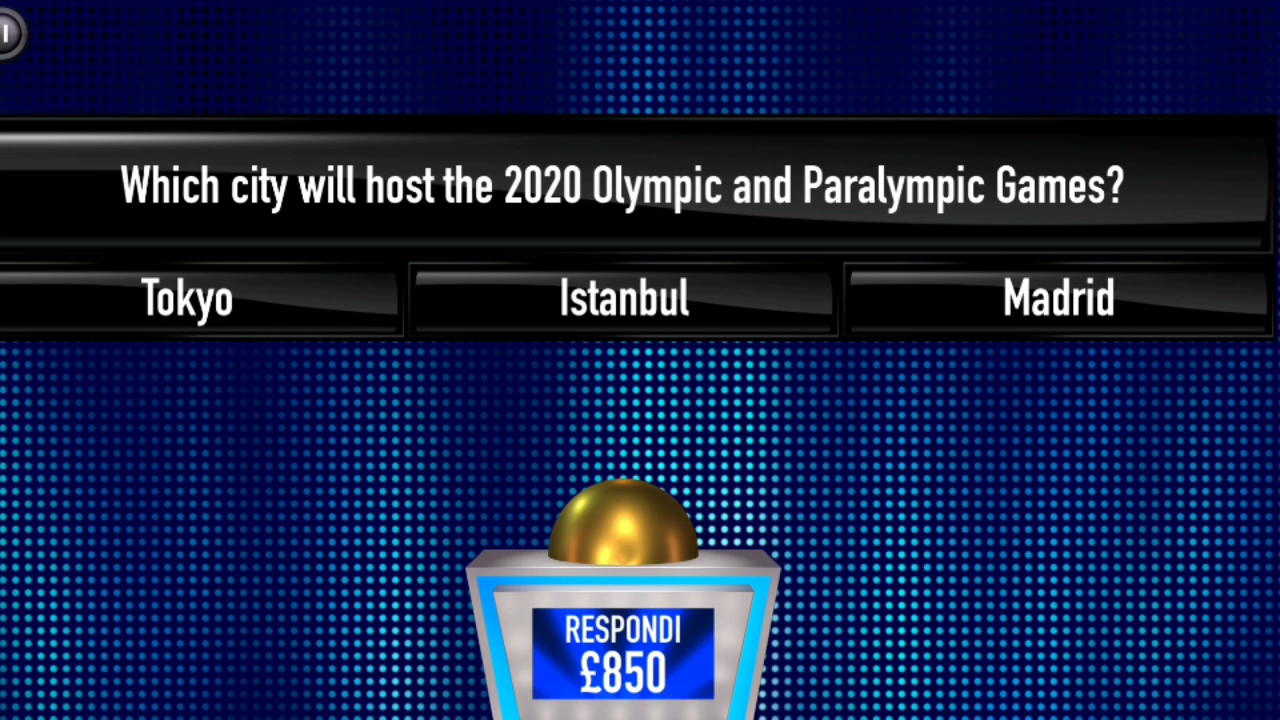 Which city will host the 2020 Olympic and Paralympic Games?
Tokyo
Istanbul
Madrid
RESPONDI
£850